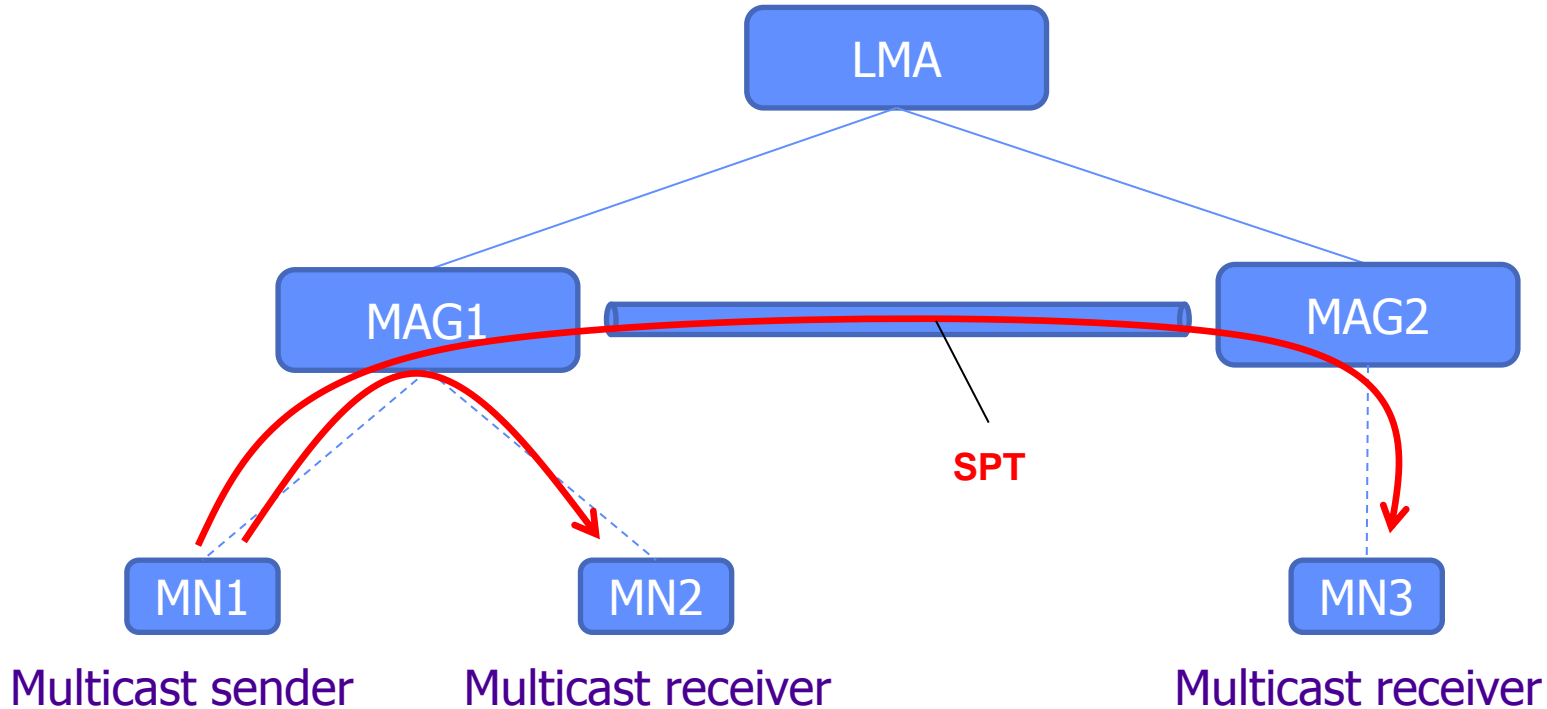 LMA
MAG1
MAG2
SPT
MN1
MN2
MN3
Multicast sender
Multicast receiver
Multicast receiver